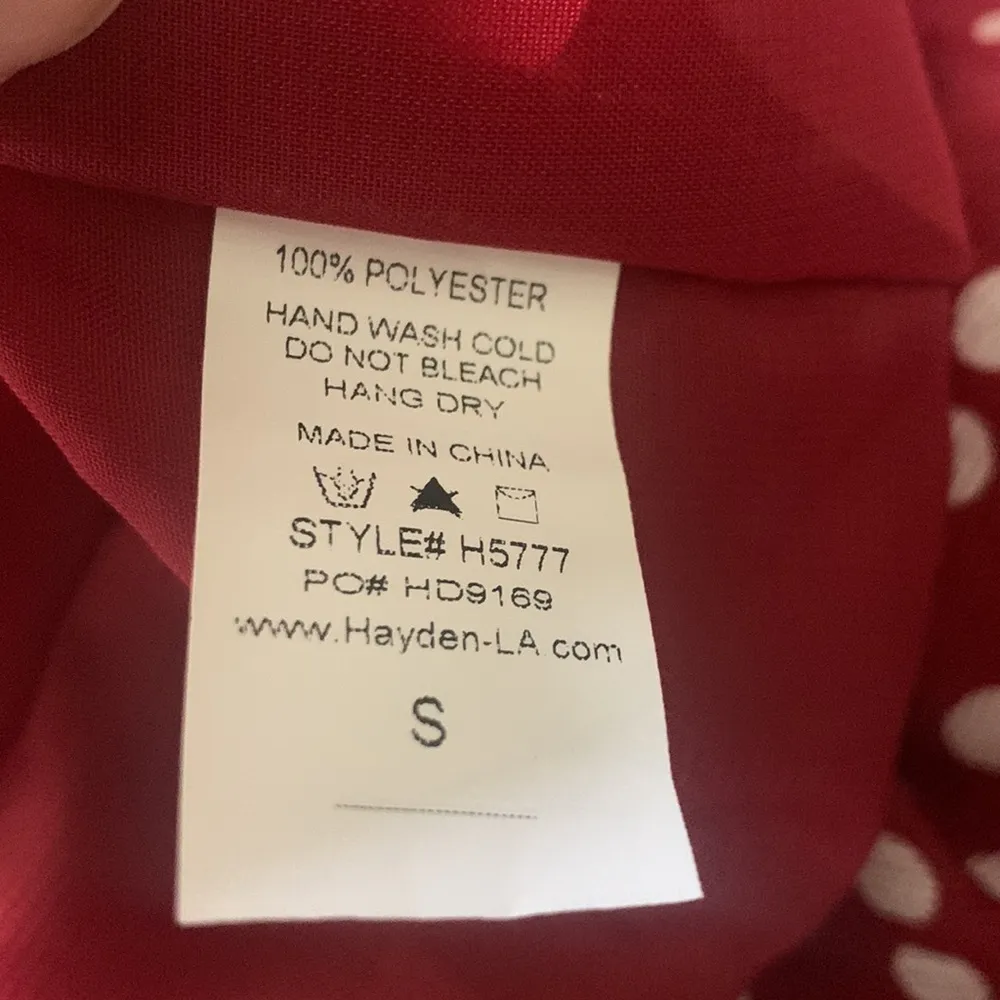 100% POLYESTER
HAND WASH COLD
DO NOT BLEACH
HANG DRY
MADE IN CHINA
STYLE# H5777
PO# HD9169
www.Hayden-LA.com
S